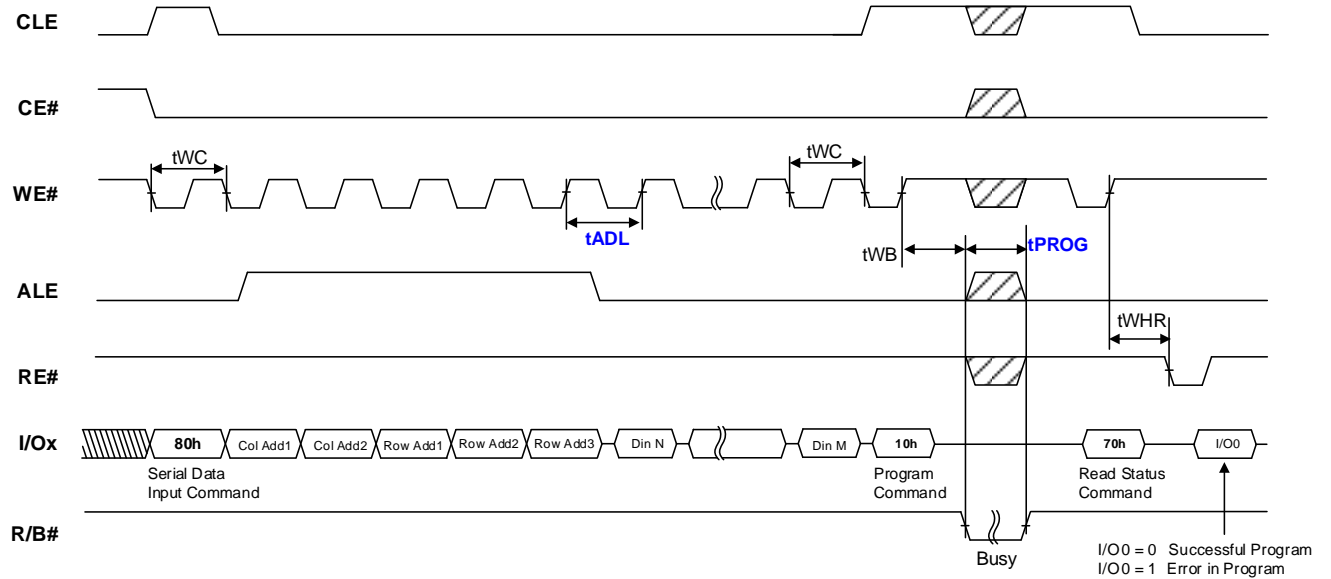 CLE
CE#
tWC
tWC
WE#
tADL
tWB
tPROG
ALE
tWHR
RE#
I/Ox
80h
Col Add1
Col Add2
Row Add1
Row Add2
Row Add3
Din N
Din M
10h
70h
I/O0
Serial Data
Input Command
Program
Command
Read Status
Command
R/B#
Busy
I/O0 = 0 Successful Program
I/O0 = 1 Error in Program